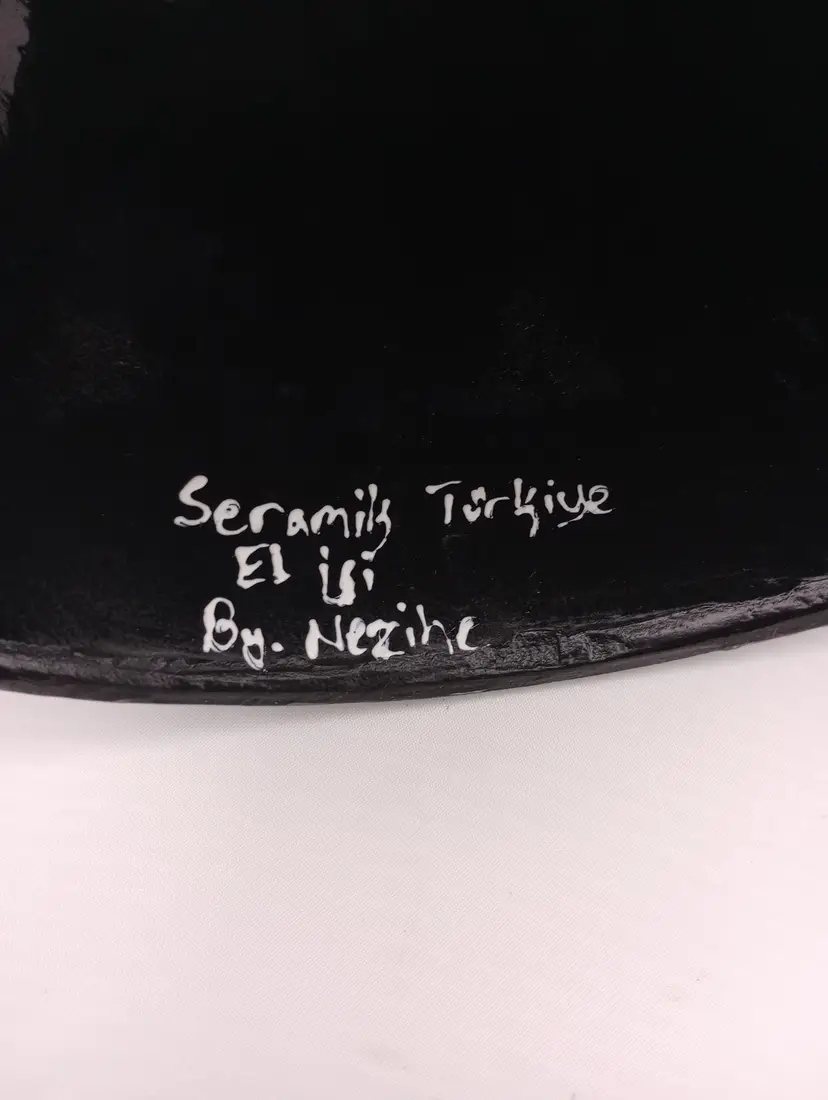 Seramik Türkiye
El işi
By. Nezihe